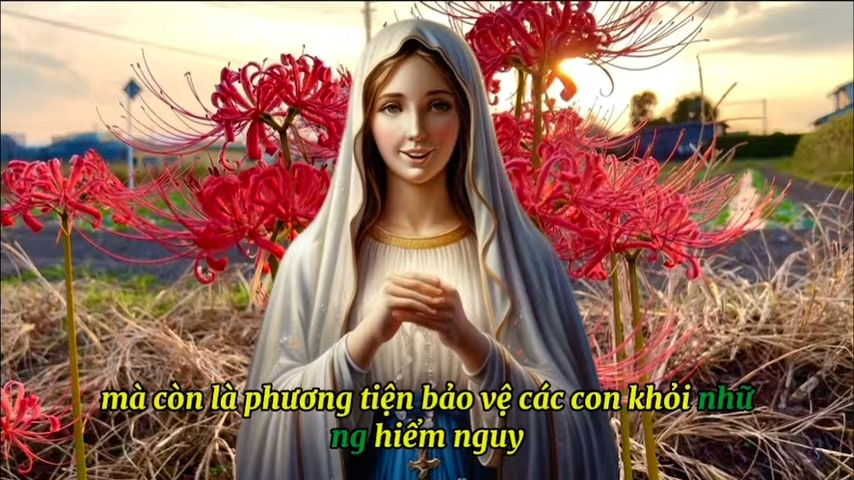 mà còn là phương tiện bảo vệ các con khỏi nhữ
ng hiểm nguy